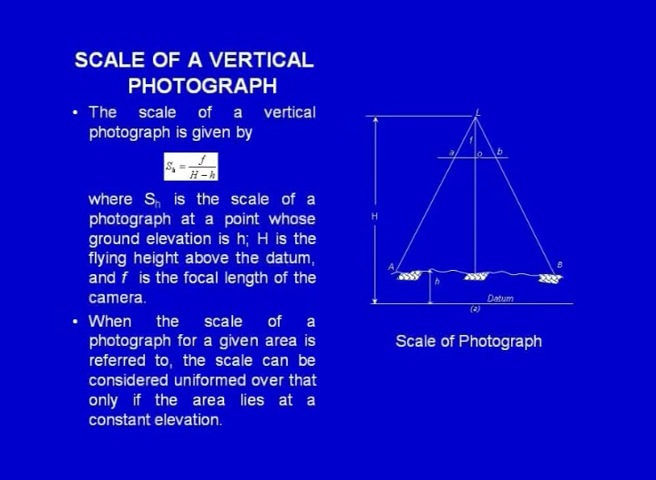 SCALE OF A VERTICAL
PHOTOGRAPH
• The scale of a vertical
photograph is given by
Sh = f / H – h
where Sh is the scale of a
photograph at a point whose
ground elevation is h; H is the
flying height above the datum,
and f is the focal length of the
camera.
• When the scale of a
photograph for a given area is
referred to, the scale can be
considered uniformed over that
only if the area lies at a
constant elevation.
L
f
a o b
H
A B
h
Datum
(a)
Scale of Photograph